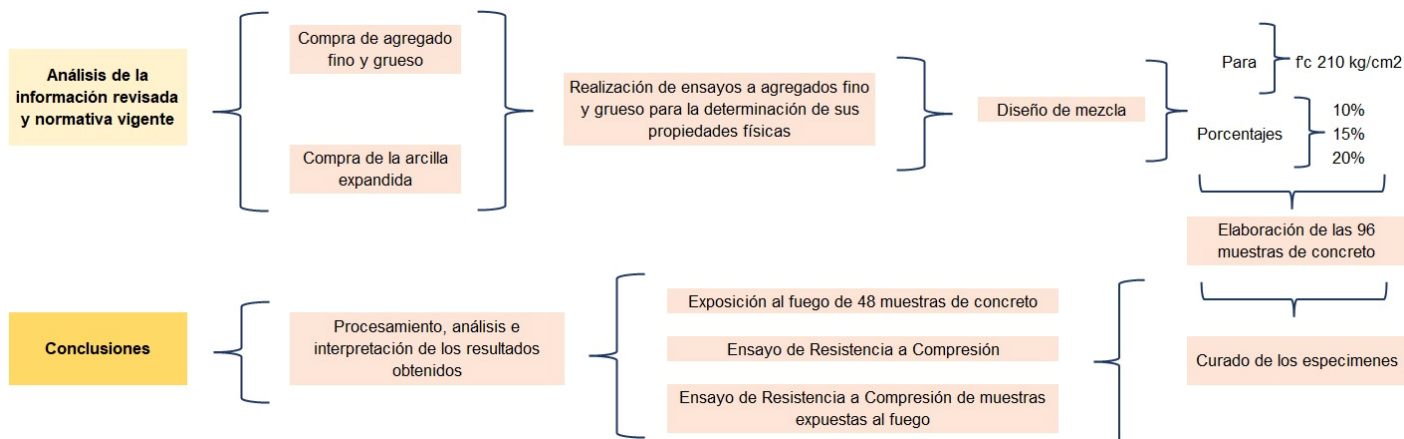 Análisis de la
información revisada
y normativa vigente
Compra de agregado
fino y grueso
Compra de la arcilla
expandida
Realización de ensayos a agregados fino
y grueso para la determinación de sus
propiedades físicas
Diseño de mezcla
Para
f'c 210 kg/cm2
Porcentajes
10%
15%
20%
Elaboración de las 96
muestras de concreto
Curado de los especimenes
Exposición al fuego de 48 muestras de concreto
Ensayo de Resistencia a Compresión
Ensayo de Resistencia a Compresión de muestras
expuestas al fuego
Procesamiento, análisis e
interpretación de los resultados
obtenidos
Conclusiones